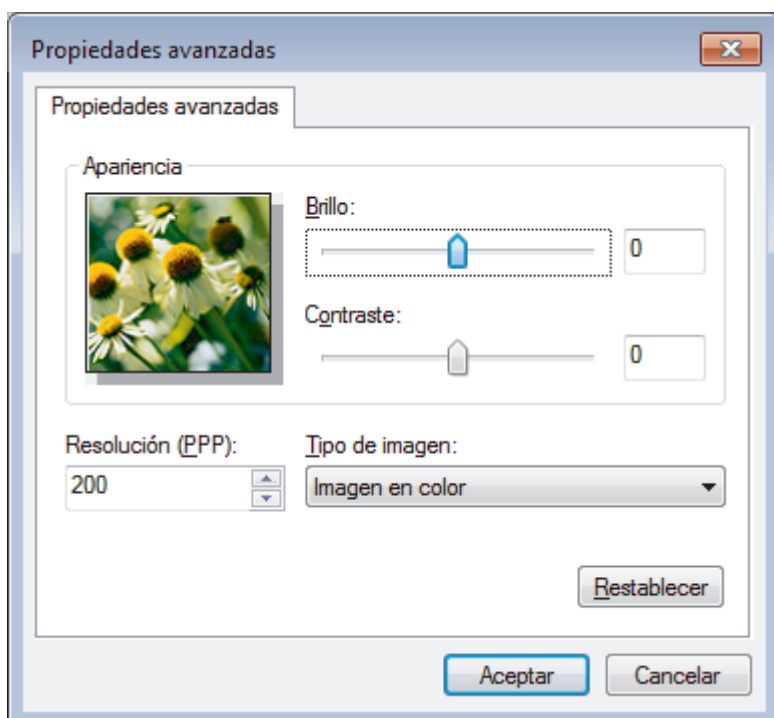 Propiedades avanzadas
Propiedades avanzadas
Apariencia
Brillo:
0
Contraste:
0
Resolución (PPP):
200
Tipo de imagen:
Imagen en color
Restablecer
Aceptar
Cancelar